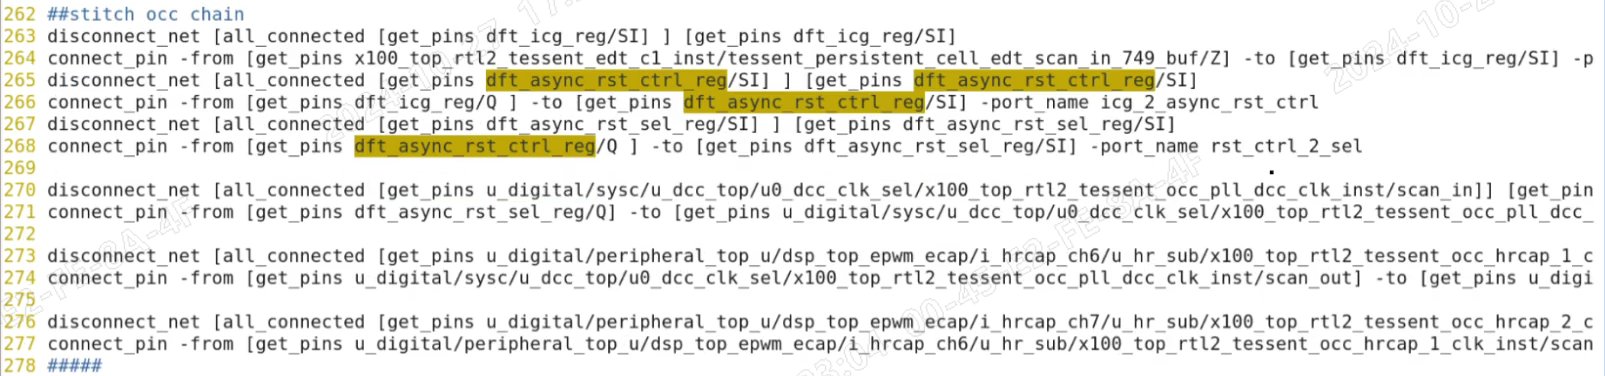 262 ##stitch occ chain
263 disconnect_net [all_connected [get_pins dft_icg_reg/SI] ] [get_pins dft_icg_reg/SI]
264 connect_pin -from [get_pins x100_top_rtl2_tessent_edt_c1_inst/tessent_persistent_cell_edt_scan_in_749_buf/Z] -to [get_pins dft_icg_reg/SI] -p
265 disconnect_net [all_connected [get_pins dft_async_rst_ctrl_reg/SI] ] [get_pins dft_async_rst_ctrl_reg/SI]
266 connect_pin -from [get_pins dft_icg_reg/Q ] -to [get_pins dft_async_rst_ctrl_reg/SI] -port_name icg_2_async_rst_ctrl
267 disconnect_net [all_connected [get_pins dft_async_rst_sel_reg/SI] ] [get_pins dft_async_rst_sel_reg/SI]
268 connect_pin -from [get_pins dft_async_rst_ctrl_reg/Q ] -to [get_pins dft_async_rst_sel_reg/SI] -port_name rst_ctrl_2_sel
269
270 disconnect_net [all_connected [get_pins u_digital/sysc/u_dcc_top/u0_dcc_clk_sel/x100_top_rtl2_tessent_occ_pll_dcc_clk_inst/scan_in]] [get_pin
271 connect_pin -from [get_pins dft_async_rst_sel_reg/Q] -to [get_pins u_digital/sysc/u_dcc_top/u0_dcc_clk_sel/x100_top_rtl2_tessent_occ_pll_dcc_
272
273 disconnect_net [all_connected [get_pins u_digital/peripheral_top_u/dsp_top_epwm_ecap/i_hrcap_ch6/u_hr_sub/x100_top_rtl2_tessent_occ_hrcap_1_c
274 connect_pin -from [get_pins u_digital/sysc/u_dcc_top/u0_dcc_clk_sel/x100_top_rtl2_tessent_occ_pll_dcc_clk_inst/scan_out] -to [get_pins u_digi
275
276 disconnect_net [all_connected [get_pins u_digital/peripheral_top_u/dsp_top_epwm_ecap/i_hrcap_ch7/u_hr_sub/x100_top_rtl2_tessent_occ_hrcap_2_c
277 connect_pin -from [get_pins u_digital/peripheral_top_u/dsp_top_epwm_ecap/i_hrcap_ch6/u_hr_sub/x100_top_rtl2_tessent_occ_hrcap_1_clk_inst/scan
278 #####